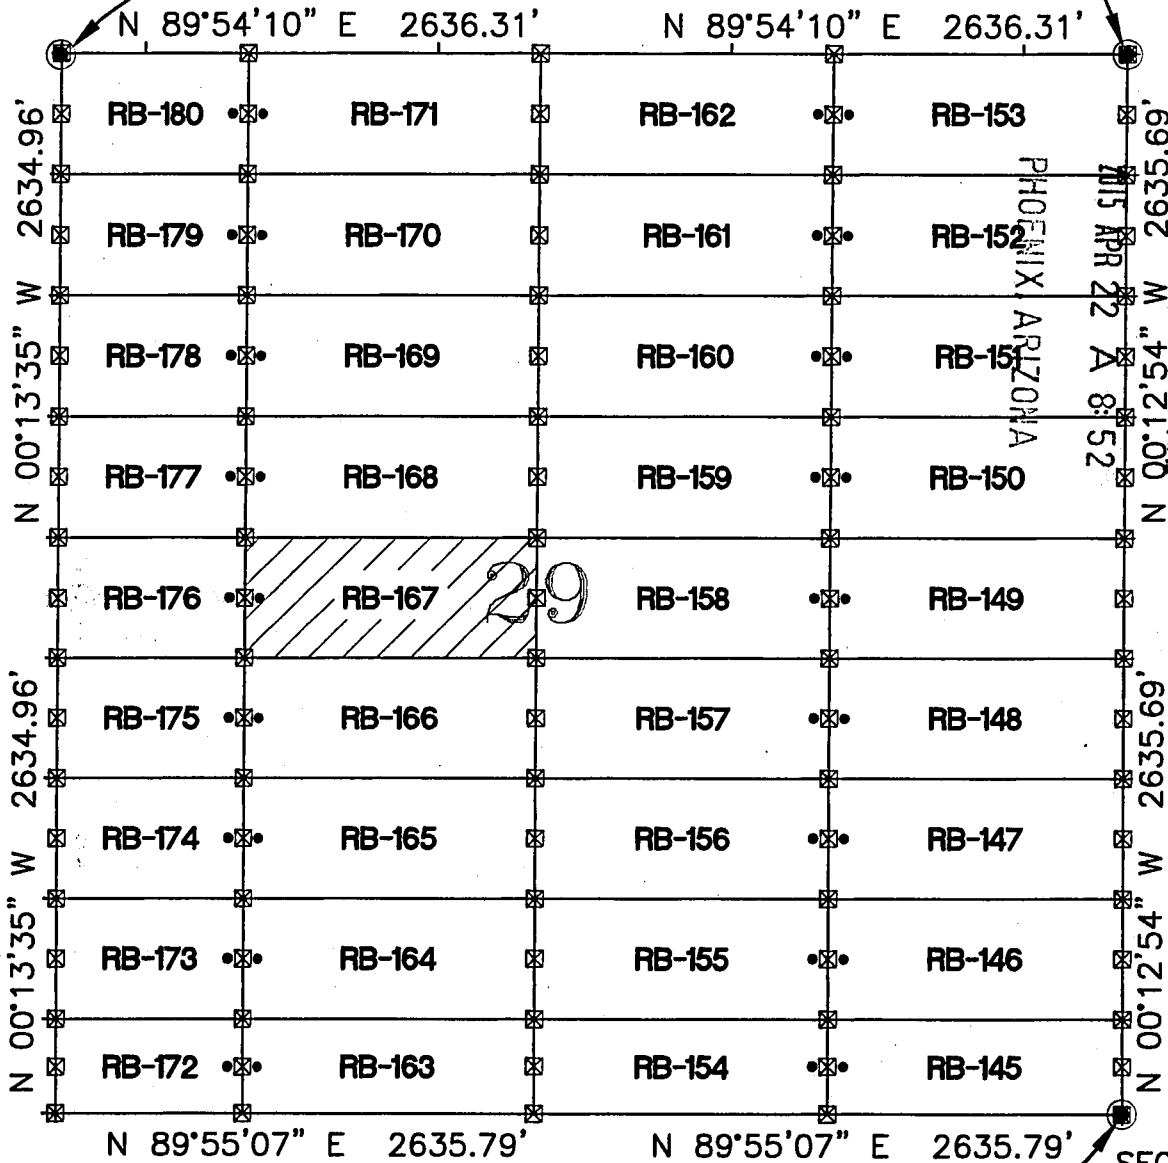 N 89°54'10" E 2636.31' N 89°54'10" E 2636.31'
RB-180 RB-171 RB-162 RB-153
RB-179 RB-170 RB-161 RB-152
RB-178 RB-169 RB-160 RB-151
RB-177 RB-168 RB-159 RB-150
RB-176 RB-167 29 RB-158 RB-149
RB-175 RB-166 RB-157 RB-148
RB-174 RB-165 RB-156 RB-147
RB-173 RB-164 RB-155 RB-146
RB-172 RB-163 RB-154 RB-145
N 89°55'07" E 2635.79' N 89°55'07" E 2635.79'
N 00°13'35" W 2634.96'
N 00°13'35" W 2634.96'
N 00°12'54" W 2635.69'
N 00°12'54" W 2635.69'
2015 APR 22 A 8:52
PHOENIX, ARIZONA